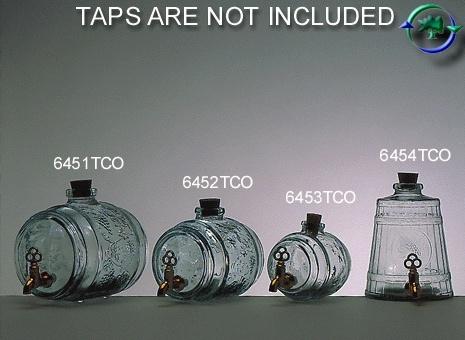 TAPS ARE NOT INCLUDED
6451TCO
6452TCO
6453TCO
6454TCO